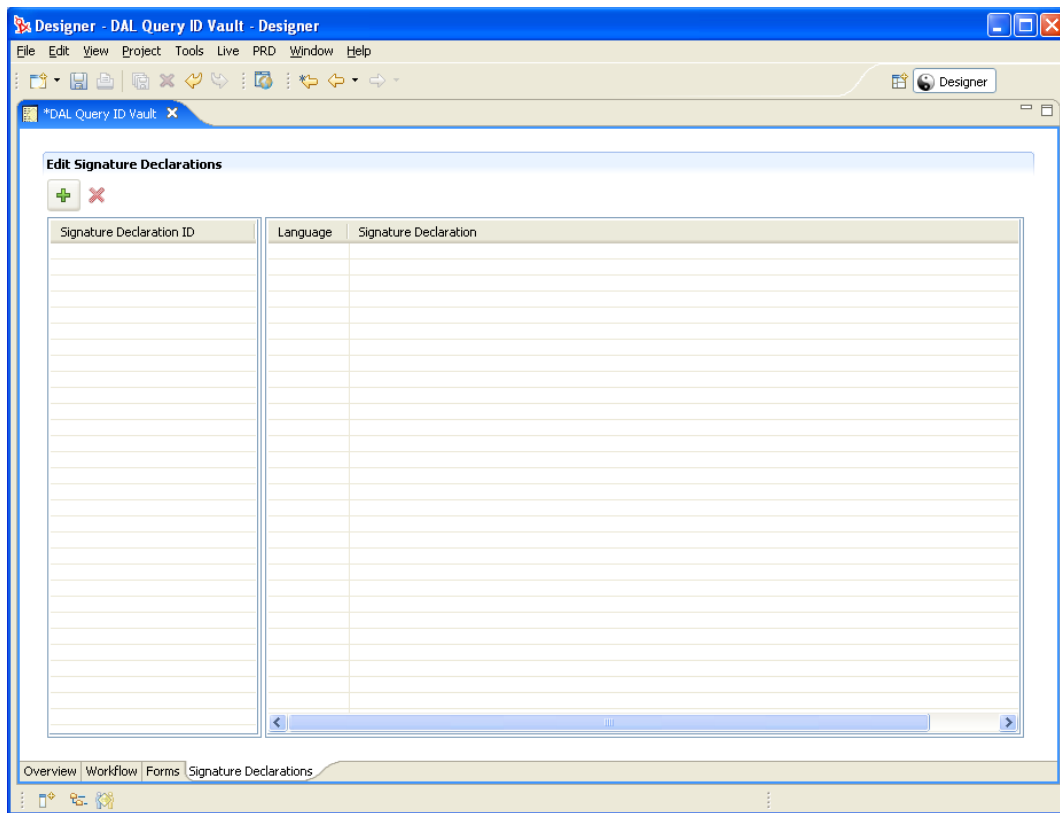 Designer - DAL Query ID Vault - Designer
File Edit View Project Tools Live PRD Window Help
Designer
*DAL Query ID Vault
Edit Signature Declarations
Signature Declaration ID Language Signature Declaration
Overview Workflow Forms Signature Declarations